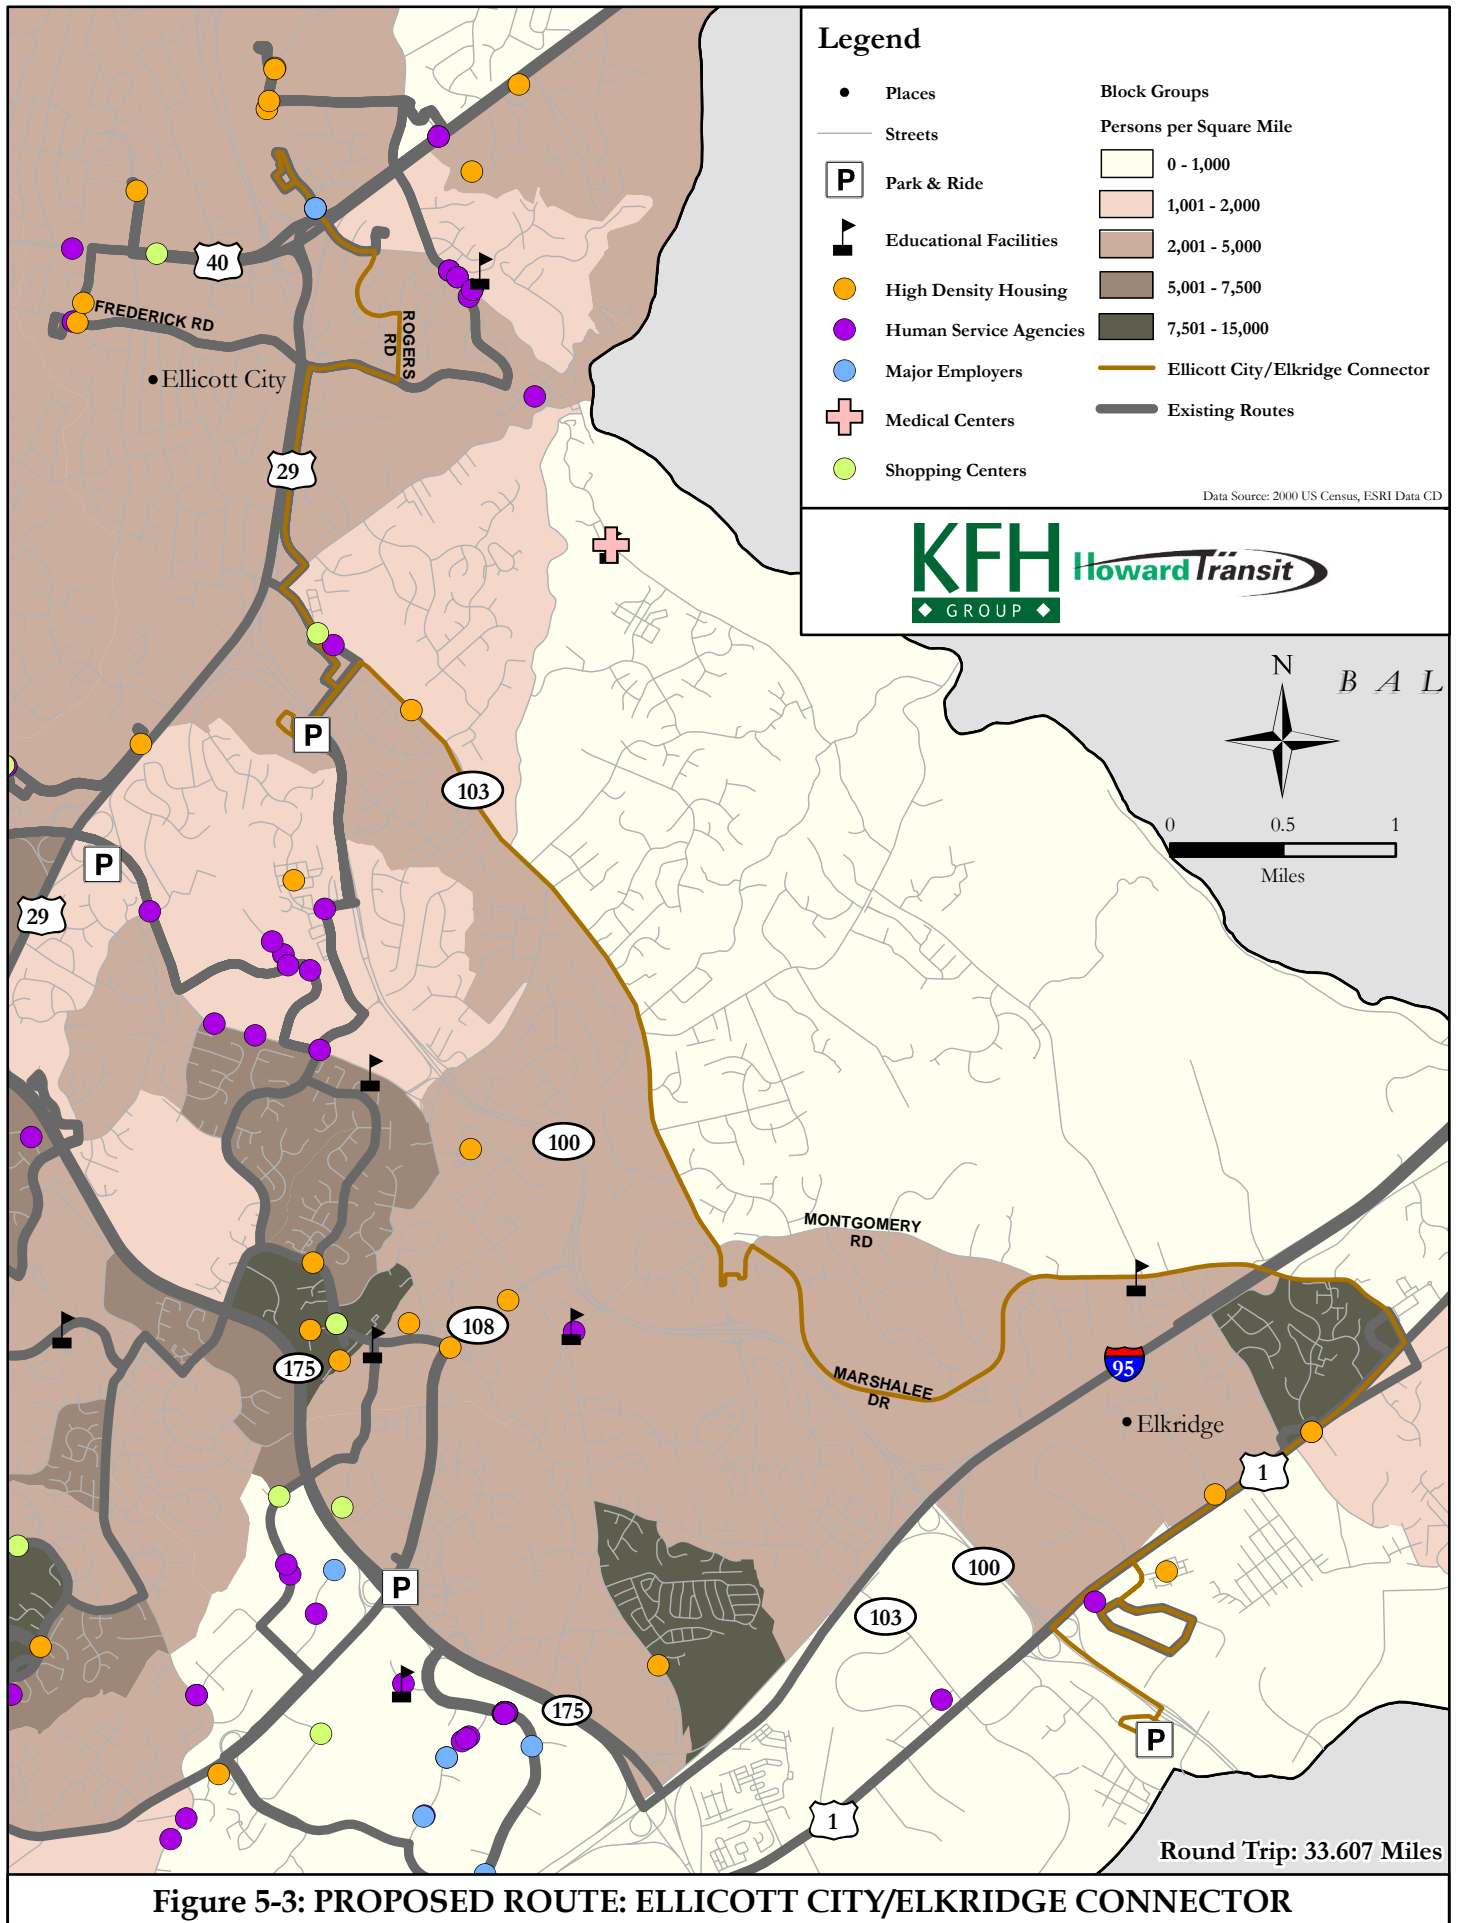 Legend
Places
Streets
P
Park & Ride
Educational Facilities
High Density Housing
Human Service Agencies
Major Employers
Medical Centers
Shopping Centers
Block Groups
Persons per Square Mile
0 - 1,000
1,001 - 2,000
2,001 - 5,000
5,001 - 7,500
7,501 - 15,000
Ellicott City/Elkridge Connector
Existing Routes
Data Source: 2000 US Census, ESRI Data CD
KFH
GROUP
Howard Transit
N
B A L
0 0.5 1
Miles
40
FREDERICK RD
ROGERS
RD
Ellicott City
29
P
103
P
29
100
MONTGOMERY
RD
108
175
MARSHALEE
DR
95
Elkridge
1
100
103
P
175
P
1
Round Trip: 33.607 Miles
Figure 5-3: PROPOSED ROUTE: ELLICOTT CITY/ELKRIDGE CONNECTOR